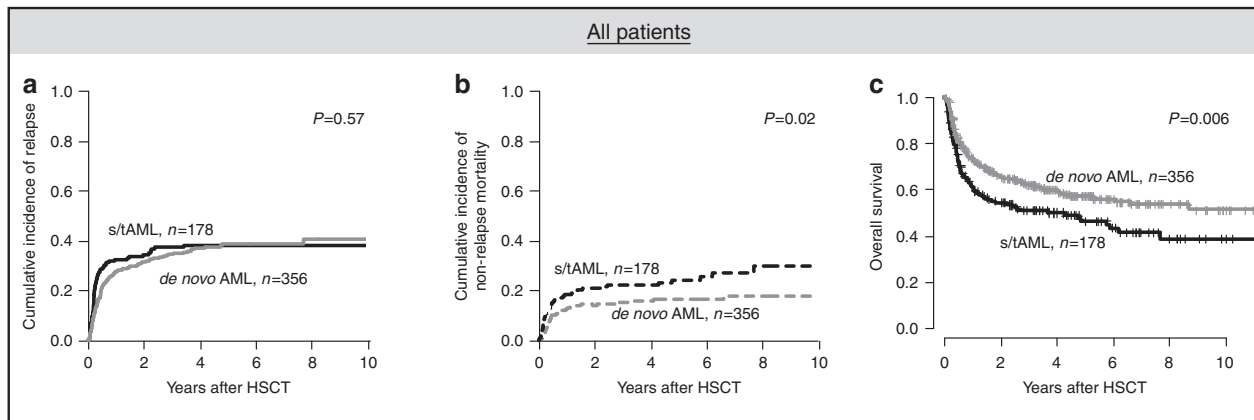 All patients
a
Cumulative incidence of relapse
1.0
0.8
0.6
0.4
0.2
0.0
P=0.57
s/tAML, n=178
de novo AML, n=356
0 2 4 6 8 10
Years after HSCT
b
Cumulative incidence of
non-relapse mortality
1.0
0.8
0.6
0.4
0.2
0.0
P=0.02
s/tAML, n=178
de novo AML, n=356
0 2 4 6 8 10
Years after HSCT
c
Overall survival
1.0
0.8
0.6
0.4
0.2
0.0
P=0.006
de novo AML, n=356
s/tAML, n=178
0 2 4 6 8 10
Years after HSCT